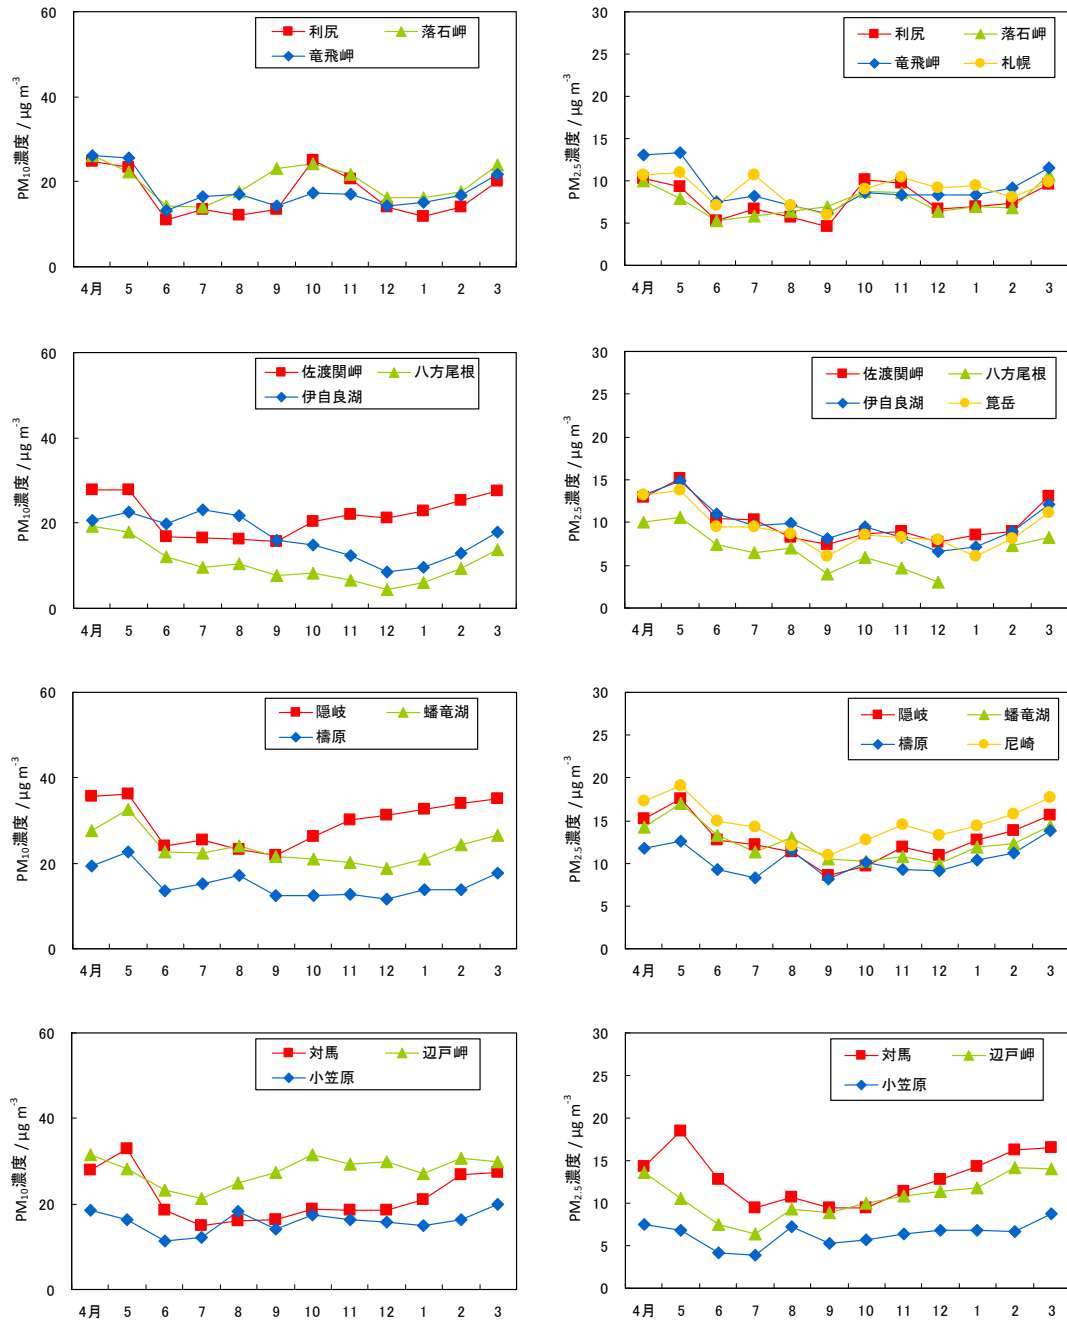 利尻 落石岬
竜飛岬
PM10濃度 / μg m-3
60
40
20
0
4月 5 6 7 8 9 10 11 12 1 2 3
利尻 落石岬
竜飛岬 札幌
PM2.5濃度 / μg m-3
30
25
20
15
10
5
0
4月 5 6 7 8 9 10 11 12 1 2 3
佐渡関岬 八方尾根
伊自良湖
PM10濃度 / μg m-3
60
40
20
0
4月 5 6 7 8 9 10 11 12 1 2 3
佐渡関岬 八方尾根
伊自良湖 箟岳
PM2.5濃度 / μg m-3
30
25
20
15
10
5
0
4月 5 6 7 8 9 10 11 12 1 2 3
隠岐 蟠竜湖
檮原
PM10濃度 / μg m-3
60
40
20
0
4月 5 6 7 8 9 10 11 12 1 2 3
隠岐 蟠竜湖
檮原 尼崎
PM2.5濃度 / μg m-3
30
25
20
15
10
5
0
4月 5 6 7 8 9 10 11 12 1 2 3
対馬 辺戸岬
小笠原
PM10濃度 / μg m-3
60
40
20
0
4月 5 6 7 8 9 10 11 12 1 2 3
対馬 辺戸岬
小笠原
PM2.5濃度 / μg m-3
30
25
20
15
10
5
0
4月 5 6 7 8 9 10 11 12 1 2 3